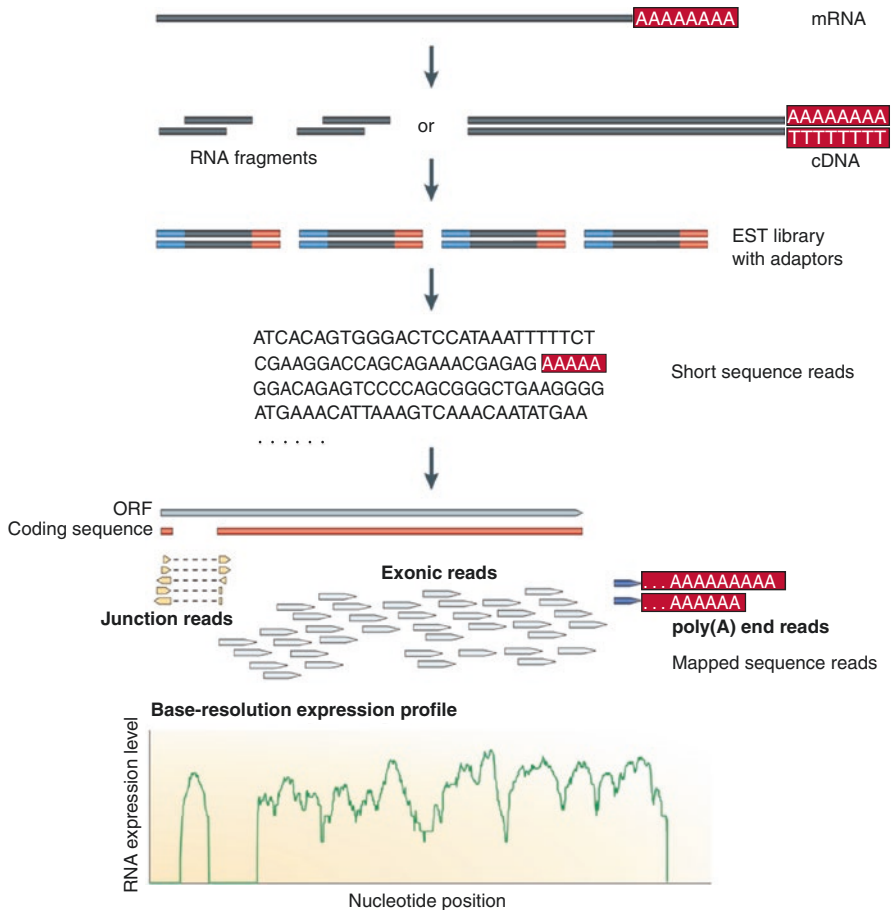 AAAAAAAA mRNA
or
AAAAAAAA
TTTTTTTT
RNA fragments
cDNA
EST library
with adaptors
ATCACAGTGGGACTCCATAAATTTTTCT
CGAAGGACCAGCAGAAACGAGAG AAAAA
GGACAGAGTCCCCAGCGGGCTGAAGGGG
ATGAAACATTAAAGTCAAACAATATGAA
. . . . . .
Short sequence reads
ORF
Coding sequence
Junction reads
Exonic reads
. . . AAAAAAAAA
. . . AAAAAA
poly(A) end reads
Mapped sequence reads
Base-resolution expression profile
RNA expression level
Nucleotide position